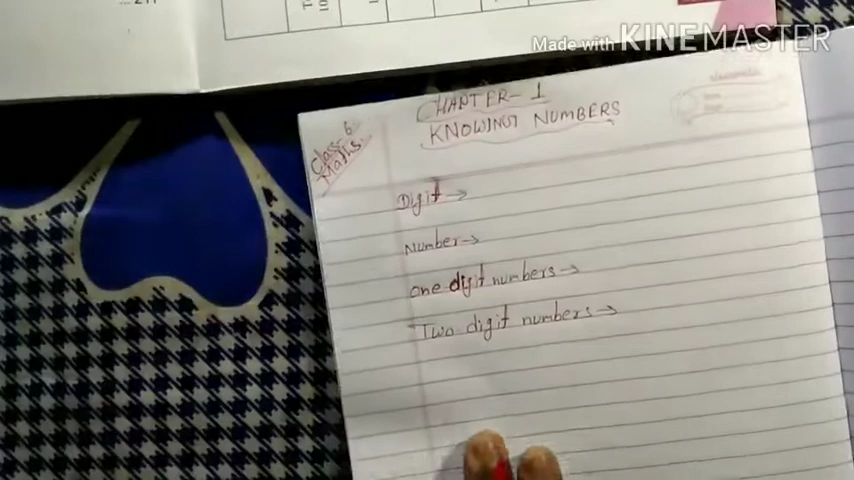 Made with KINEMASTER
CHAPTER-1
KNOWING NUMBERS
Class-6
Maths
Digit →
Number →
one digit numbers →
Two digit numbers →